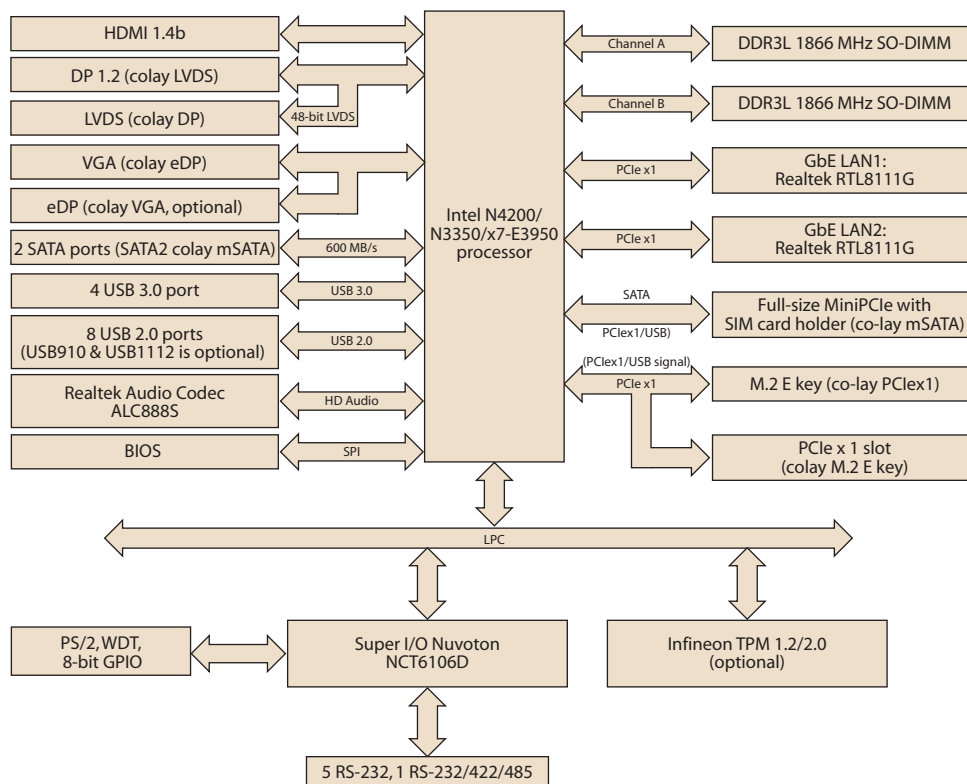 HDMI 1.4b
DP 1.2 (colay LVDS)
48-bit LVDS
LVDS (colay DP)
VGA (colay eDP)
eDP (colay VGA, optional)
2 SATA ports (SATA2 colay mSATA)
600 MB/s
4 USB 3.0 port
USB 3.0
8 USB 2.0 ports
(USB910 & USB1112 is optional)
USB 2.0
Realtek Audio Codec
ALC888S
HD Audio
BIOS
SPI
Intel N4200/
N3350/x7-E3950
processor
Channel A
DDR3L 1866 MHz SO-DIMM
Channel B
DDR3L 1866 MHz SO-DIMM
PCIe x1
GbE LAN1:
Realtek RTL8111G
PCIe x1
GbE LAN2:
Realtek RTL8111G
SATA
PCIex1/USB)
Full-size MiniPCIe with
SIM card holder (co-lay mSATA)
(PCIex1/USB signal)
PCIe x1
M.2 E key (co-lay PCIex1)
PCIe x 1 slot
(colay M.2 E key)
LPC
PS/2, WDT,
8-bit GPIO
Super I/O Nuvoton
NCT6106D
Infineon TPM 1.2/2.0
(optional)
5 RS-232, 1 RS-232/422/485